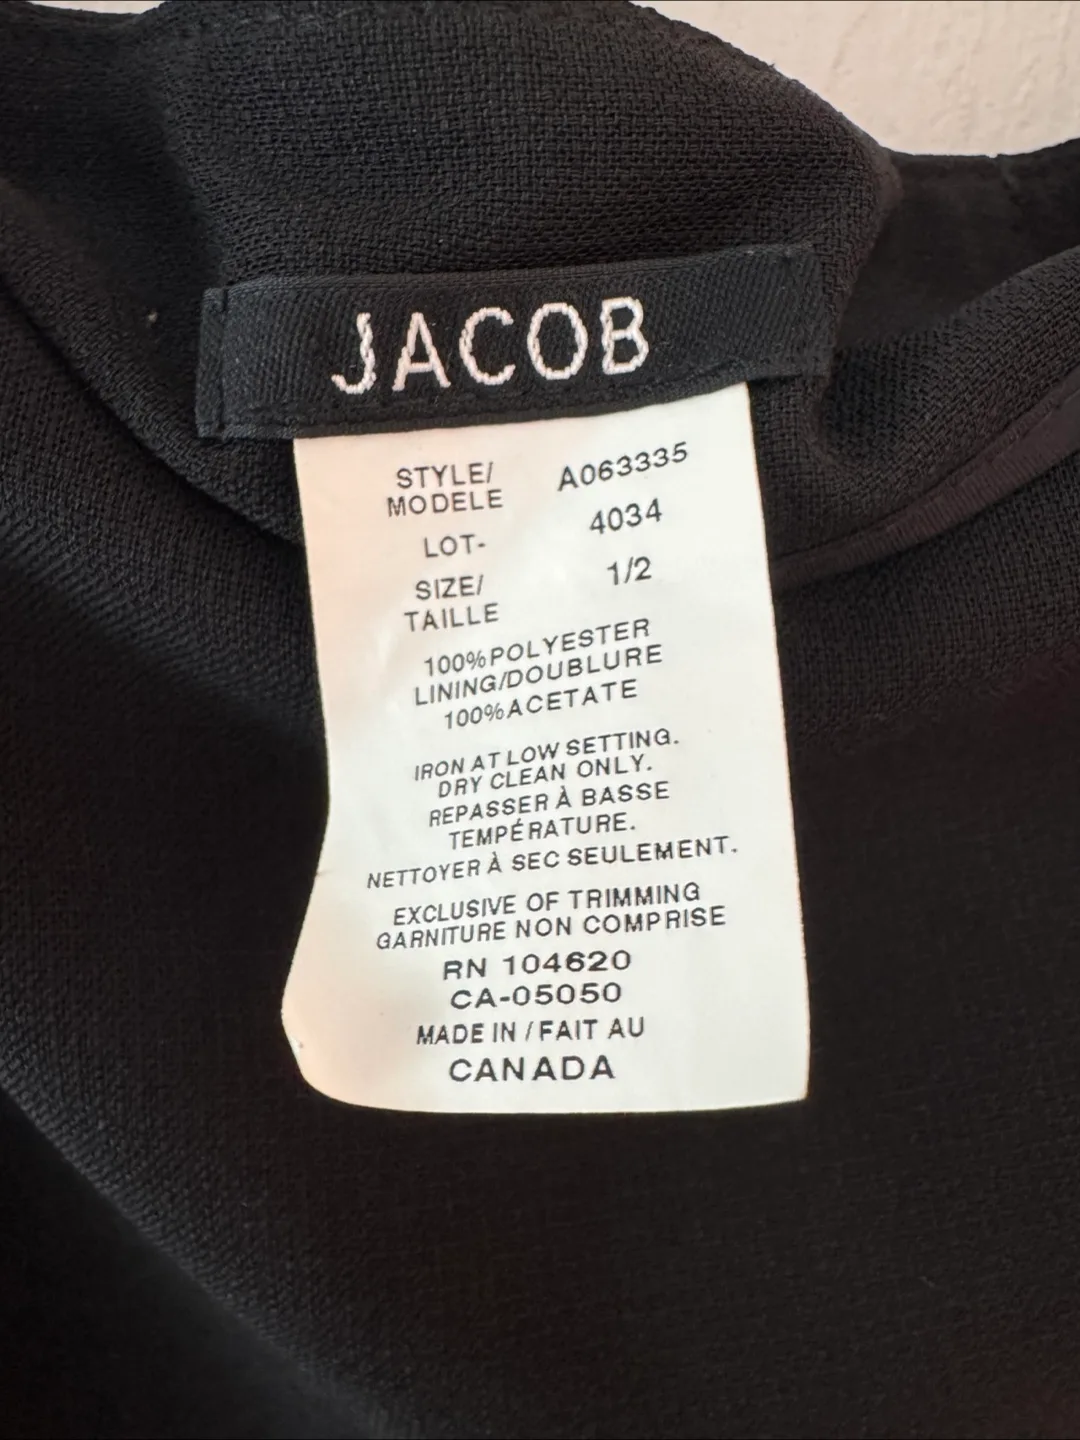 JACOB
STYLE/ MODELE A063335
LOT- 4034
SIZE/ TAILLE 1/2
100%POLYESTER
LINING/DOUBLURE
100%ACETATE
IRON AT LOW SETTING.
DRY CLEAN ONLY.
REPASSER À BASSE
TEMPÉRATURE.
NETTOYER À SEC SEULEMENT.
EXCLUSIVE OF TRIMMING
GARNITURE NON COMPRISE
RN 104620
CA-05050
MADE IN / FAIT AU
CANADA